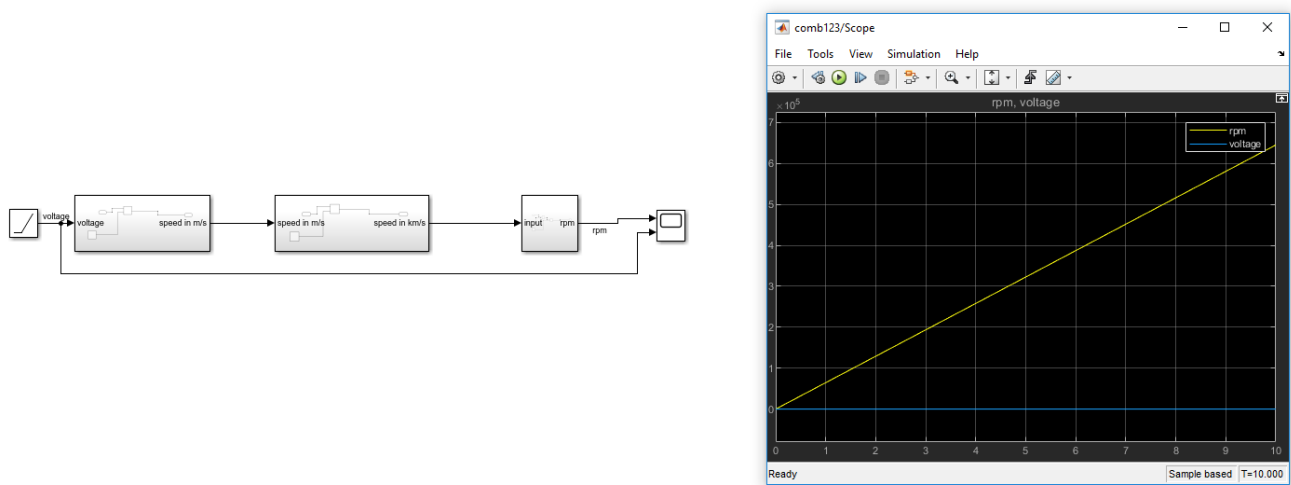 voltage
voltage
speed in m/s
speed in m/s
speed in km/s
input
rpm
rpm
comb123/Scope
File Tools View Simulation Help
×10⁵
rpm, voltage
rpm
voltage
7
6
5
4
3
2
1
0
0 1 2 3 4 5 6 7 8 9 10
Ready
Sample based T=10.000